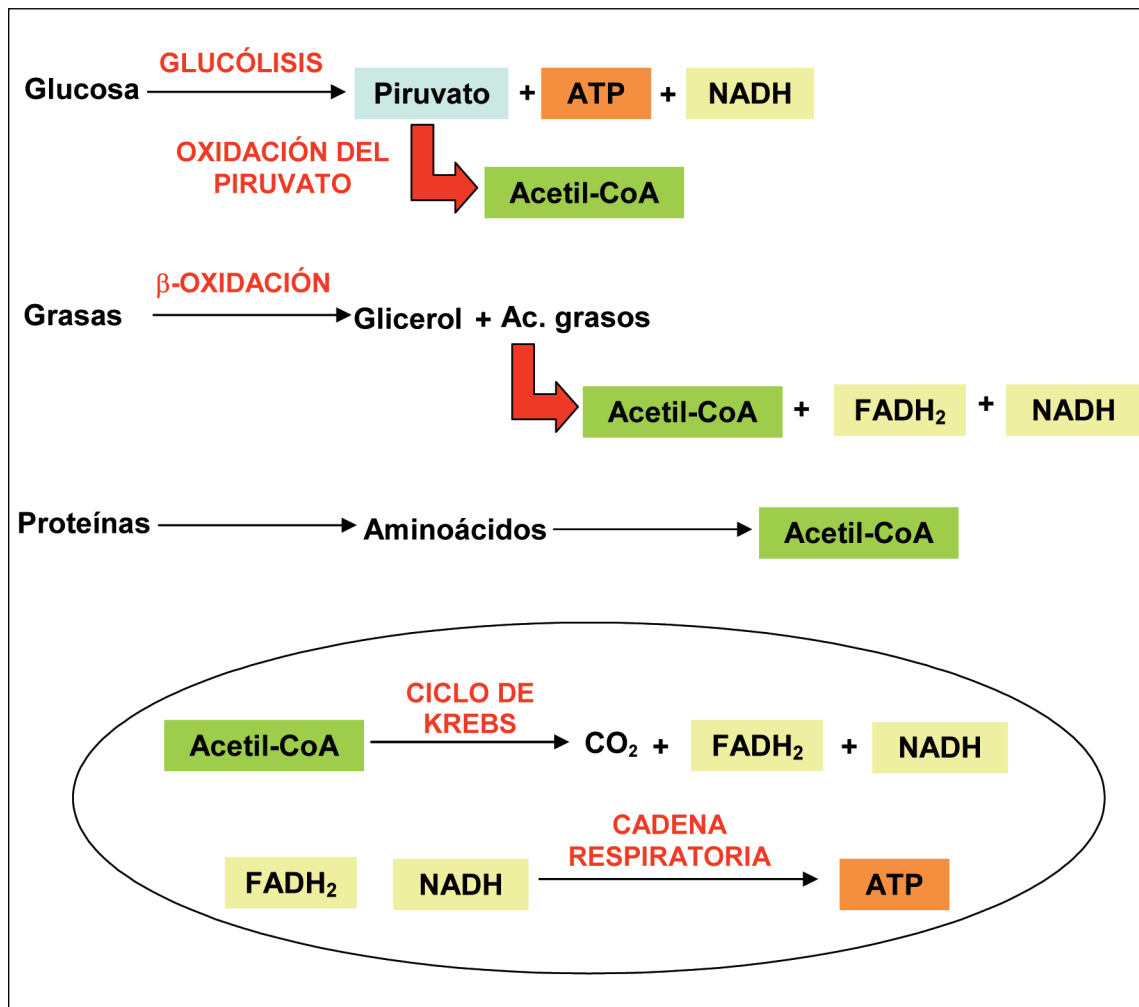 GLUCÓLISIS
Glucosa Piruvato + ATP + NADH
OXIDACIÓN DEL
PIRUVATO
Acetil-CoA
β-OXIDACIÓN
Grasas Glicerol + Ac. grasos
Acetil-CoA + FADH₂ + NADH
Proteínas Aminoácidos Acetil-CoA
CICLO DE
KREBS
Acetil-CoA CO₂ + FADH₂ + NADH
CADENA
RESPIRATORIA
FADH₂ NADH ATP